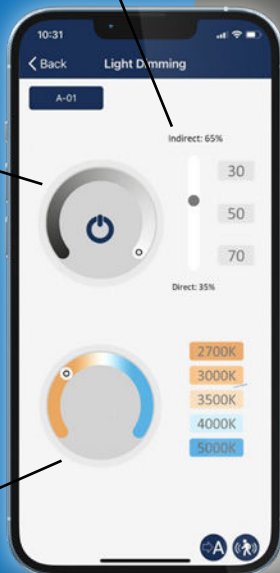 10:31
Back Light Dimming
A-01
Indirect: 65%
30
50
70
Direct: 35%
2700K
3000K
3500K
4000K
5000K
A